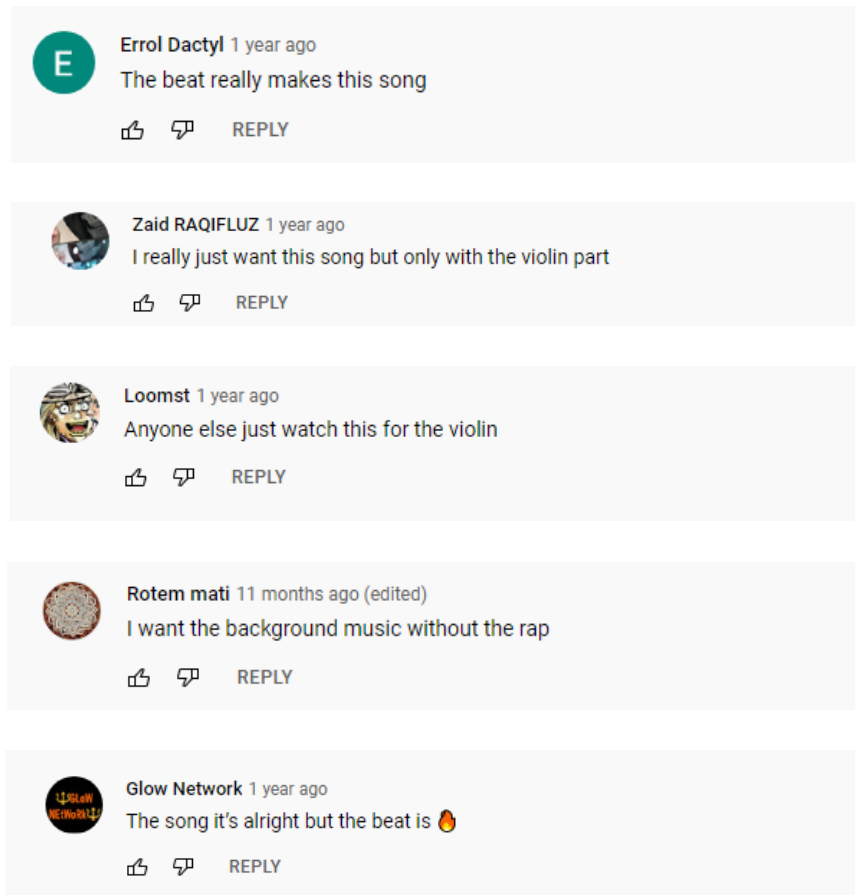 E
Errol Dactyl 1 year ago
The beat really makes this song
REPLY
Zaid RAQIFLUZ 1 year ago
I really just want this song but only with the violin part
REPLY
Loomst 1 year ago
Anyone else just watch this for the violin
REPLY
Rotem mati 11 months ago (edited)
I want the background music without the rap
REPLY
GLoW
NEtWoRk
Glow Network 1 year ago
The song it's alright but the beat is 🔥
REPLY